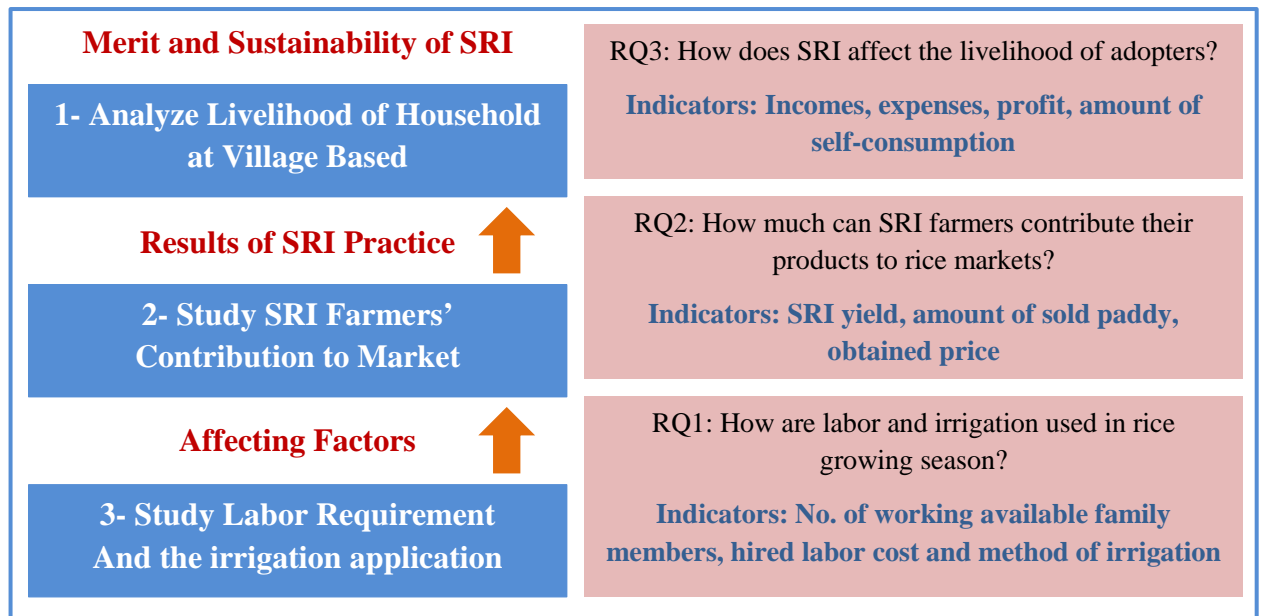 Merit and Sustainability of SRI
1- Analyze Livelihood of Household
at Village Based
Results of SRI Practice
2- Study SRI Farmers’
Contribution to Market
Affecting Factors
3- Study Labor Requirement
And the irrigation application
RQ3: How does SRI affect the livelihood of adopters?
Indicators: Incomes, expenses, profit, amount of
self-consumption
RQ2: How much can SRI farmers contribute their
products to rice markets?
Indicators: SRI yield, amount of sold paddy,
obtained price
RQ1: How are labor and irrigation used in rice
growing season?
Indicators: No. of working available family
members, hired labor cost and method of irrigation